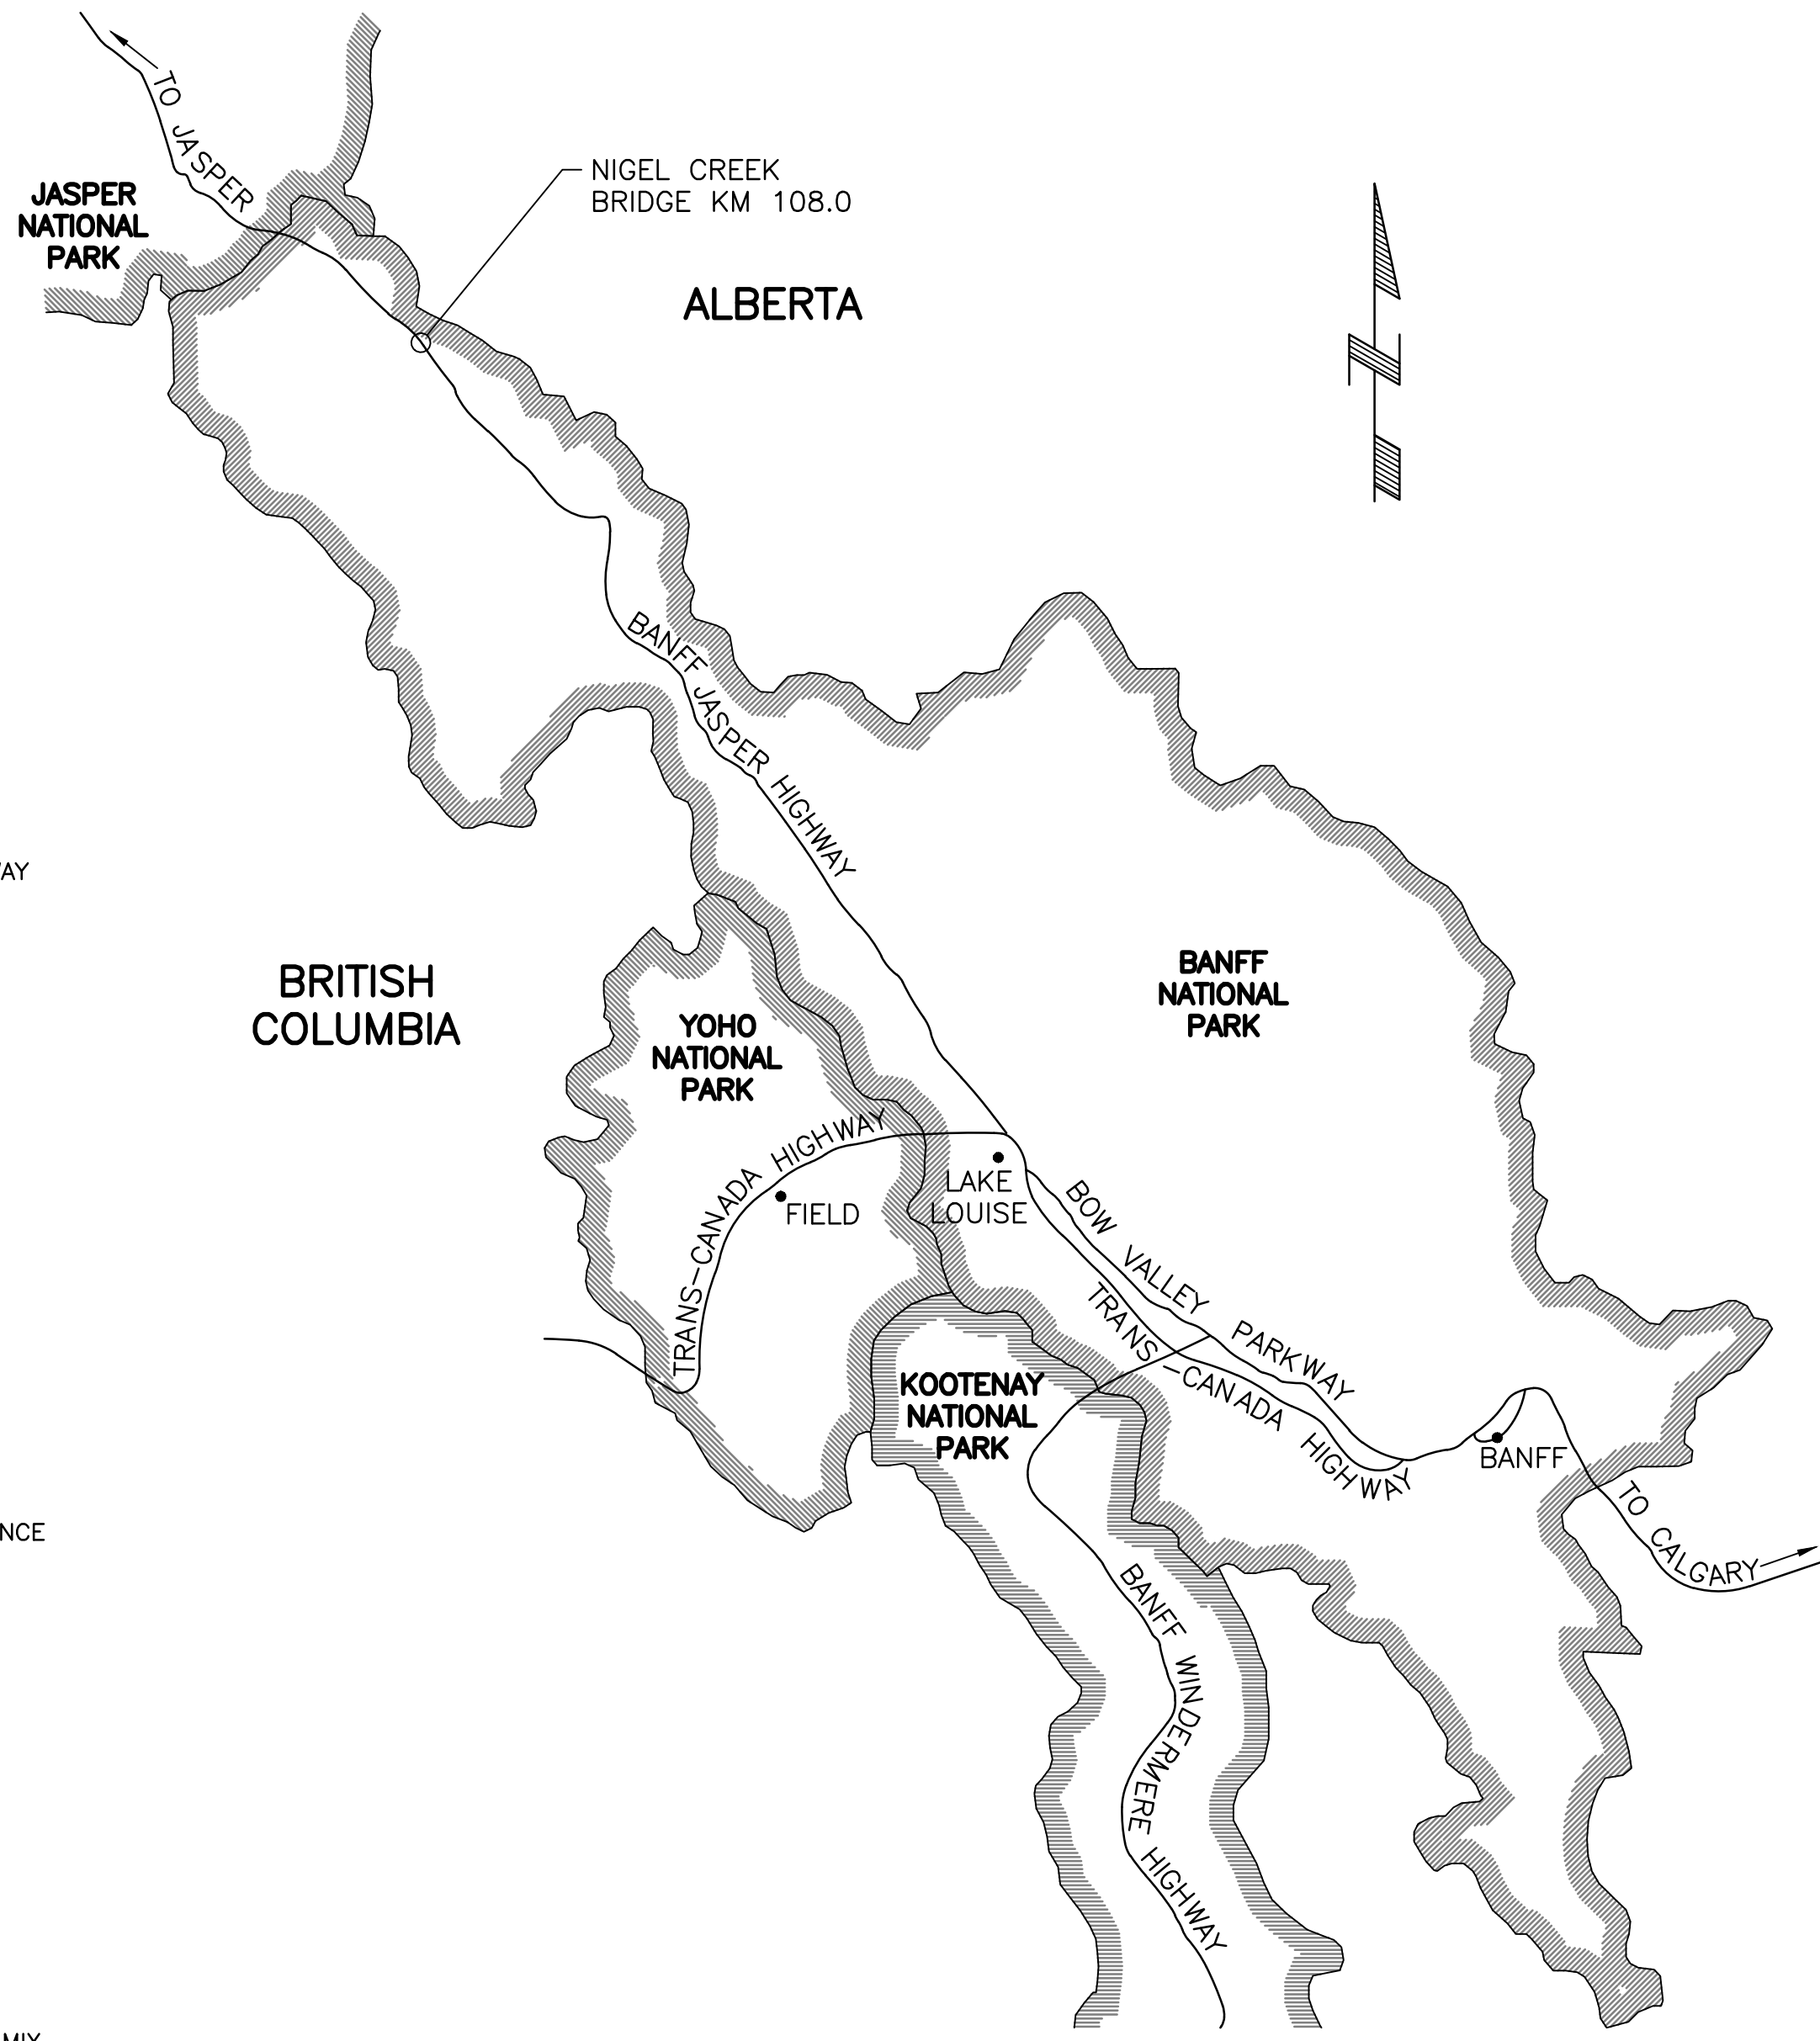 TO JASPER
NIGEL CREEK
BRIDGE KM 108.0
JASPER
NATIONAL
PARK
ALBERTA
BANFF JASPER HIGHWAY
BRITISH
COLUMBIA
BANFF
NATIONAL
PARK
YOHO
NATIONAL
PARK
TRANS-CANADA HIGHWAY
LAKE
LOUISE
FIELD
BOW VALLEY PARKWAY
TRANS-CANADA HIGHWAY
KOOTENAY
NATIONAL
PARK
BANFF
TO CALGARY
BANFF WINDERMERE HIGHWAY
N